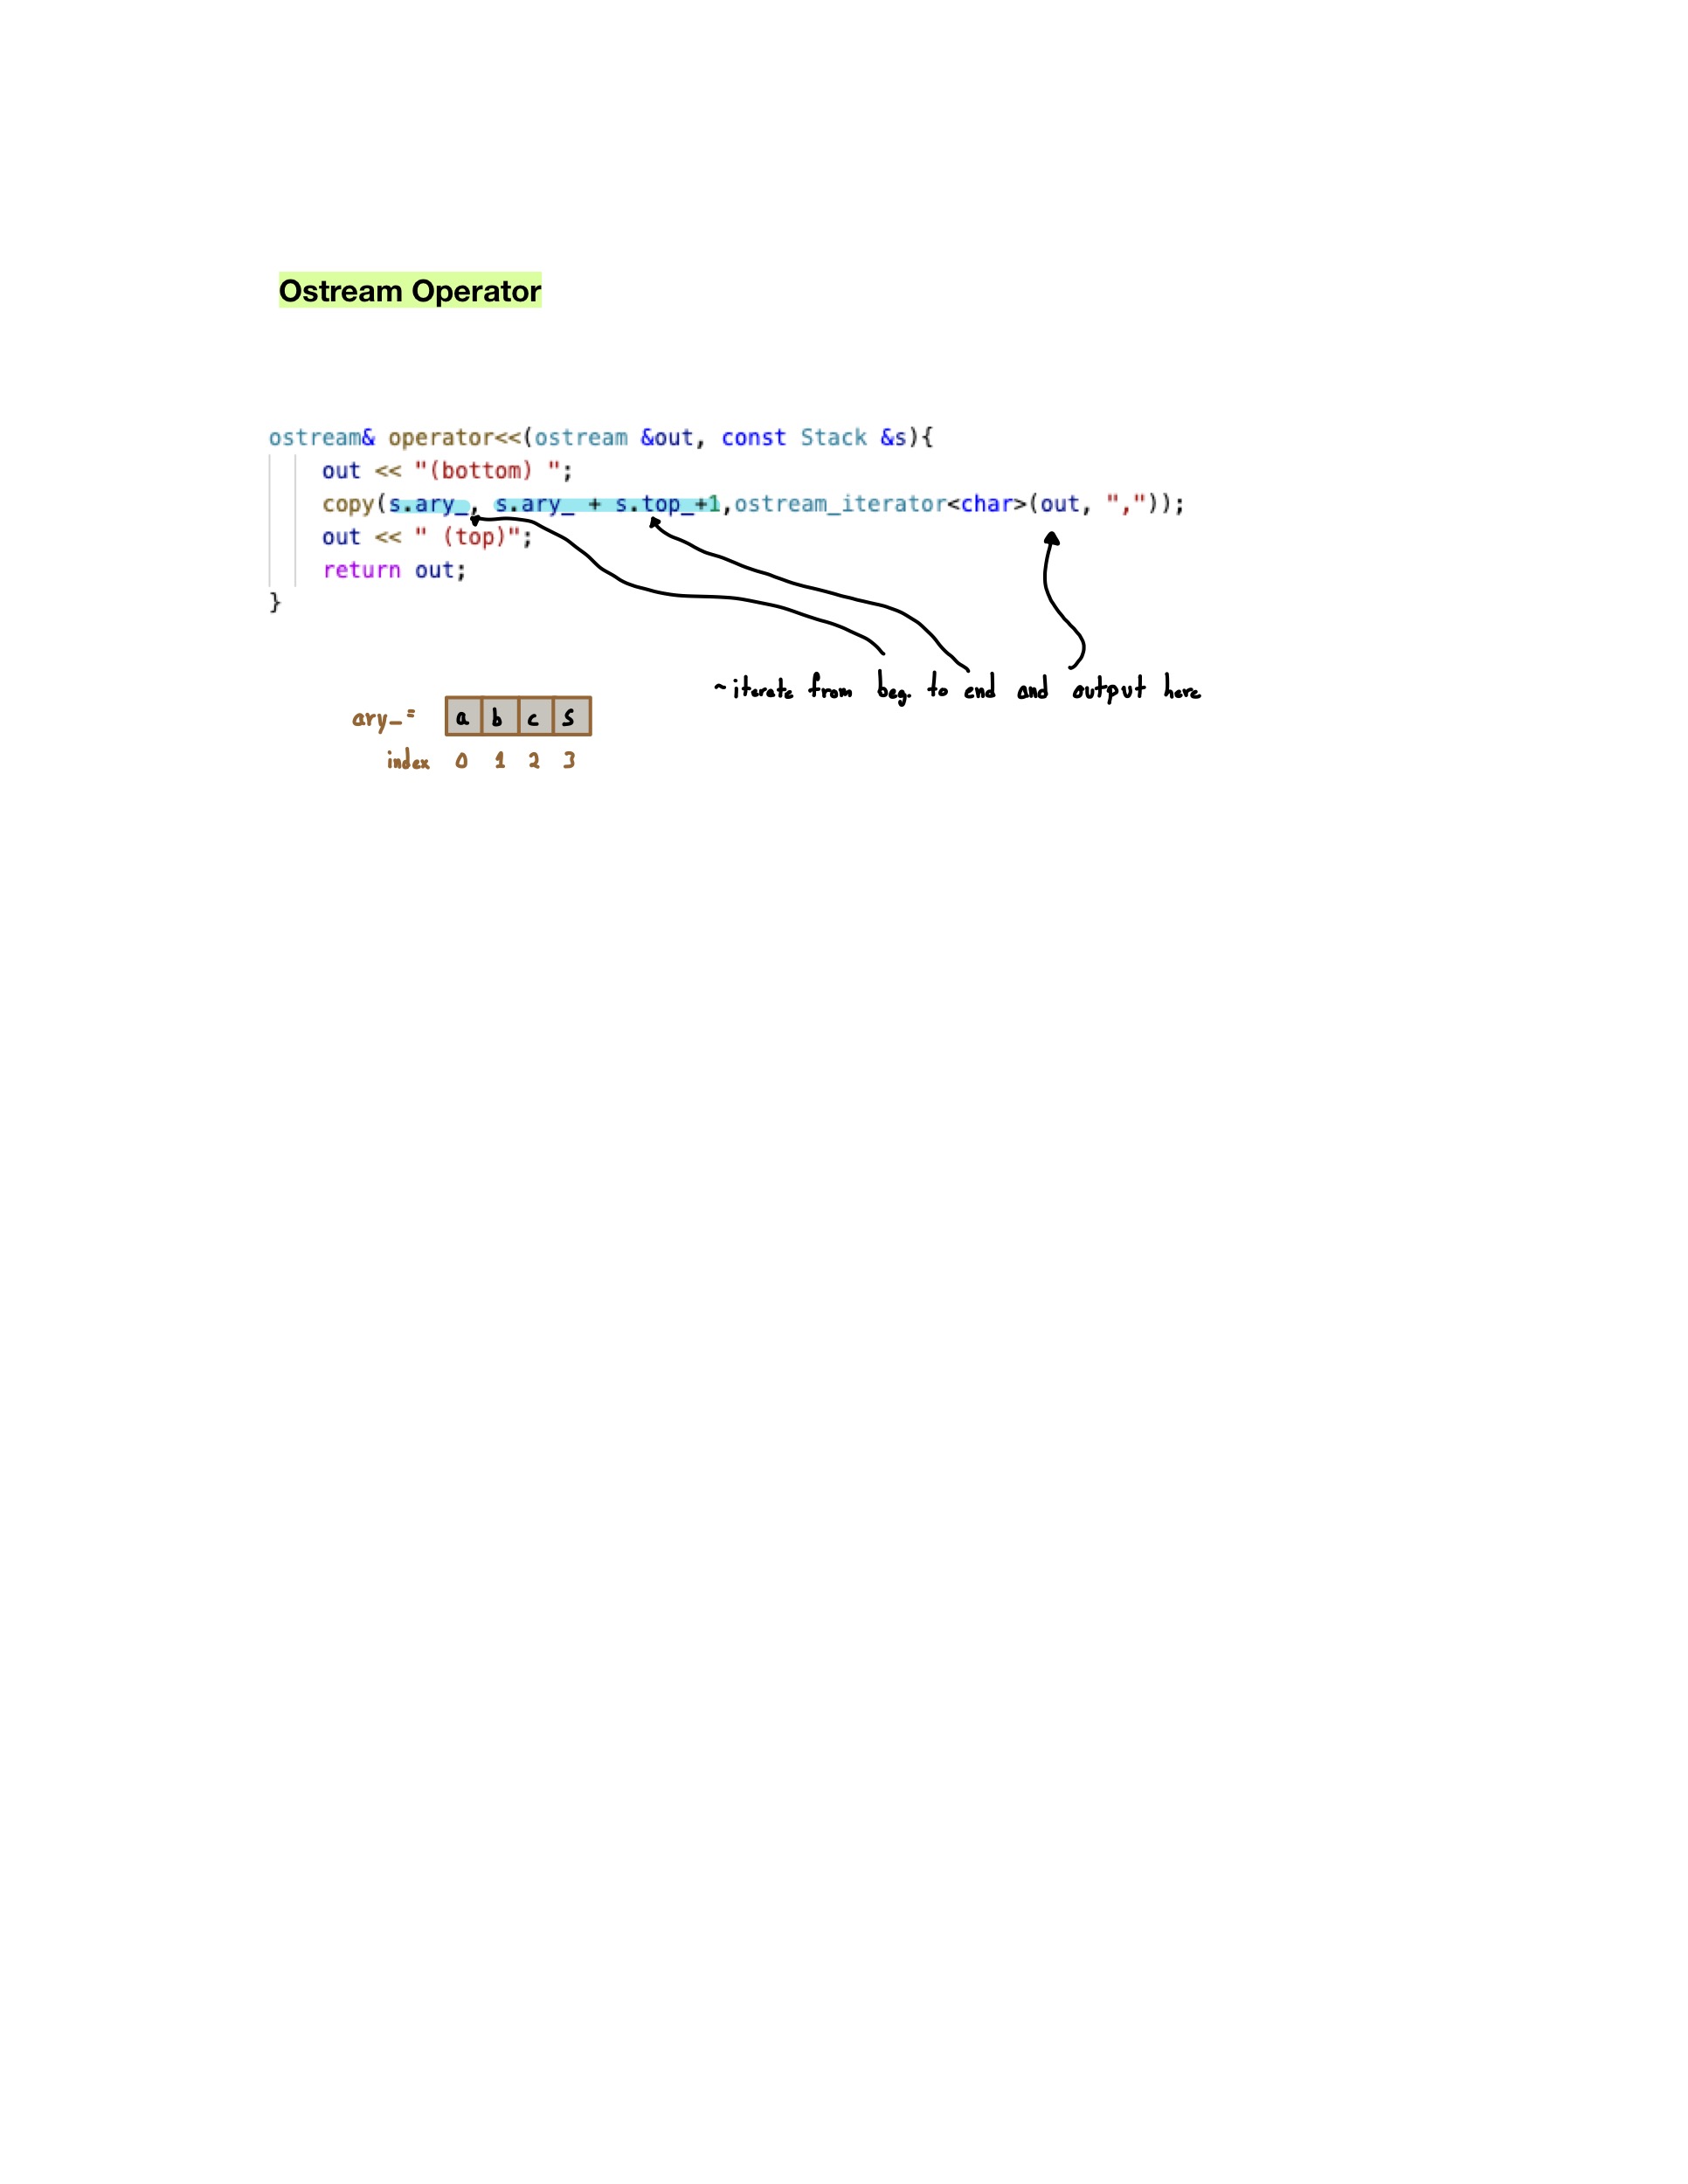 Ostream Operator
ostream& operator<<(ostream &out, const Stack &s){
out << "(bottom) ";
copy(s.ary_, s.ary_ + s.top_+1,ostream_iterator<char>(out, ","));
out << " (top)";
return out;
}
~iterate from beg. to end and output here
ary_= a b c s
index 0 1 2 3